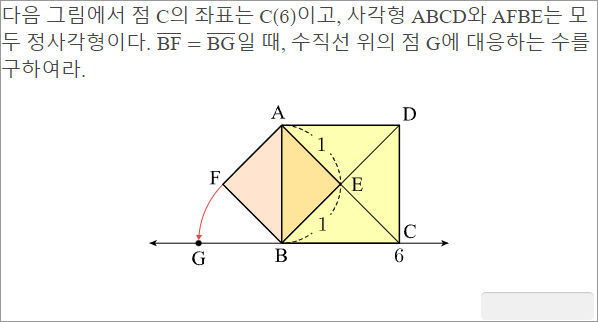 다음 그림에서 점 C의 좌표는 C(6)이고, 사각형 ABCD와 AFBE는 모
두 정사각형이다. B̅F̅ = B̅G̅일 때, 수직선 위의 점 G에 대응하는 수를
구하여라.
A
D
1
F
E
1
C
G
B
6